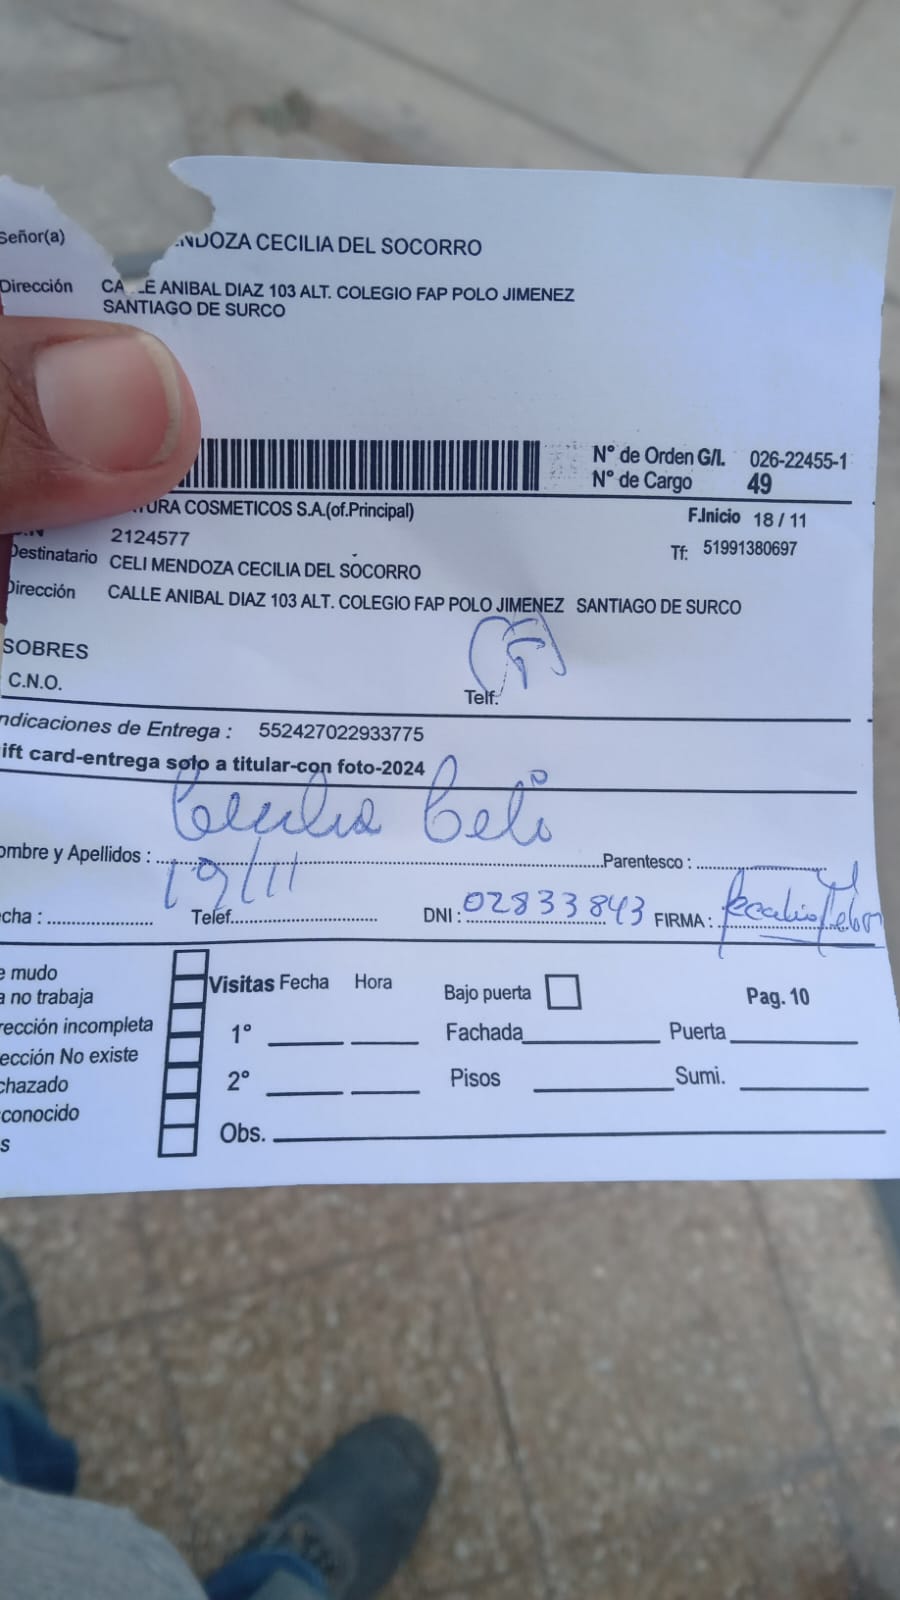 Señor(a) NDOZA CECILIA DEL SOCORRO
Dirección CA E ANIBAL DIAZ 103 ALT. COLEGIO FAP POLO JIMENEZ
SANTIAGO DE SURCO
N° de Orden G/I. 026-22455-1
N° de Cargo 49
TURA COSMETICOS S.A.(of.Principal) F.Inicio 18 / 11
2124577
Tf: 51991380697
Destinatario CELI MENDOZA CECILIA DEL SOCORRO
Dirección CALLE ANIBAL DIAZ 103 ALT. COLEGIO FAP POLO JIMENEZ SANTIAGO DE SURCO
SOBRES
C.N.O.
Telf.
ndicaciones de Entrega : 552427022933775
ift card-entrega solo a titular-con foto-2024
Cecilia Celi
ombre y Apellidos : Parentesco :
19/11
cha : Telef. DNI : 02833843 FIRMA :
e mudo
a no trabaja
rección incompleta
ección No existe
chazado
conocido
s
Visitas Fecha Hora
1°
2°
Obs.
Bajo puerta Pag. 10
Fachada Puerta
Pisos Sumi.